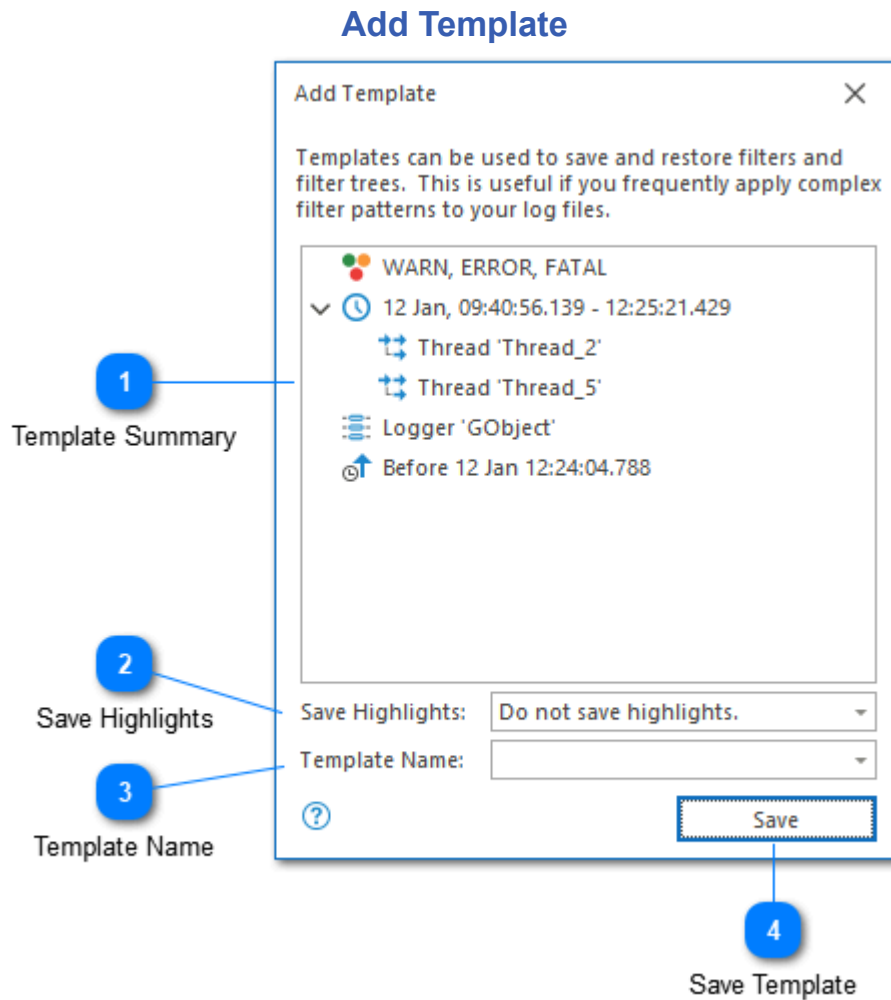 Add Template
Add Template
Templates can be used to save and restore filters and
filter trees.  This is useful if you frequently apply complex
filter patterns to your log files.
WARN, ERROR, FATAL
12 Jan, 09:40:56.139 - 12:25:21.429
Thread 'Thread_2'
Thread 'Thread_5'
Logger 'GObject'
Before 12 Jan 12:24:04.788
1
Template Summary
2
Save Highlights
Save Highlights: Do not save highlights.
Template Name:
3
Template Name
?
Save
4
Save Template